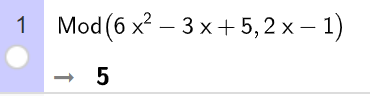 1 Mod(6 x² − 3 x + 5, 2 x − 1)
→ 5